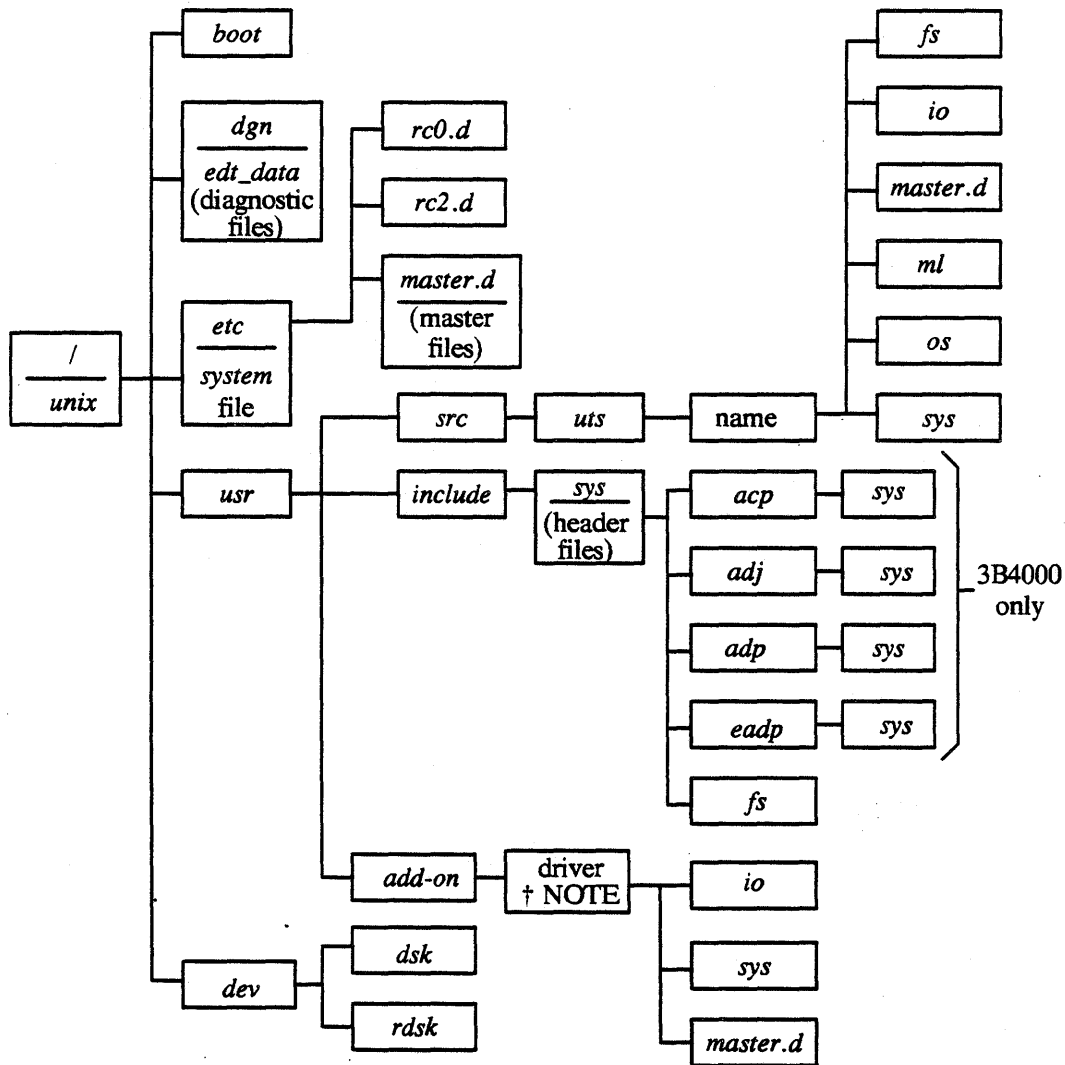 boot
dgn
edt_data
(diagnostic
files)
/
unix
etc
system
file
rc0.d
rc2.d
master.d
(master
files)
usr
src
uts
name
fs
io
master.d
ml
os
sys
include
sys
(header
files)
acp
sys
adj
sys
adp
sys
eadp
sys
fs
3B4000
only
add-on
driver
† NOTE
io
sys
master.d
dev
dsk
rdsk